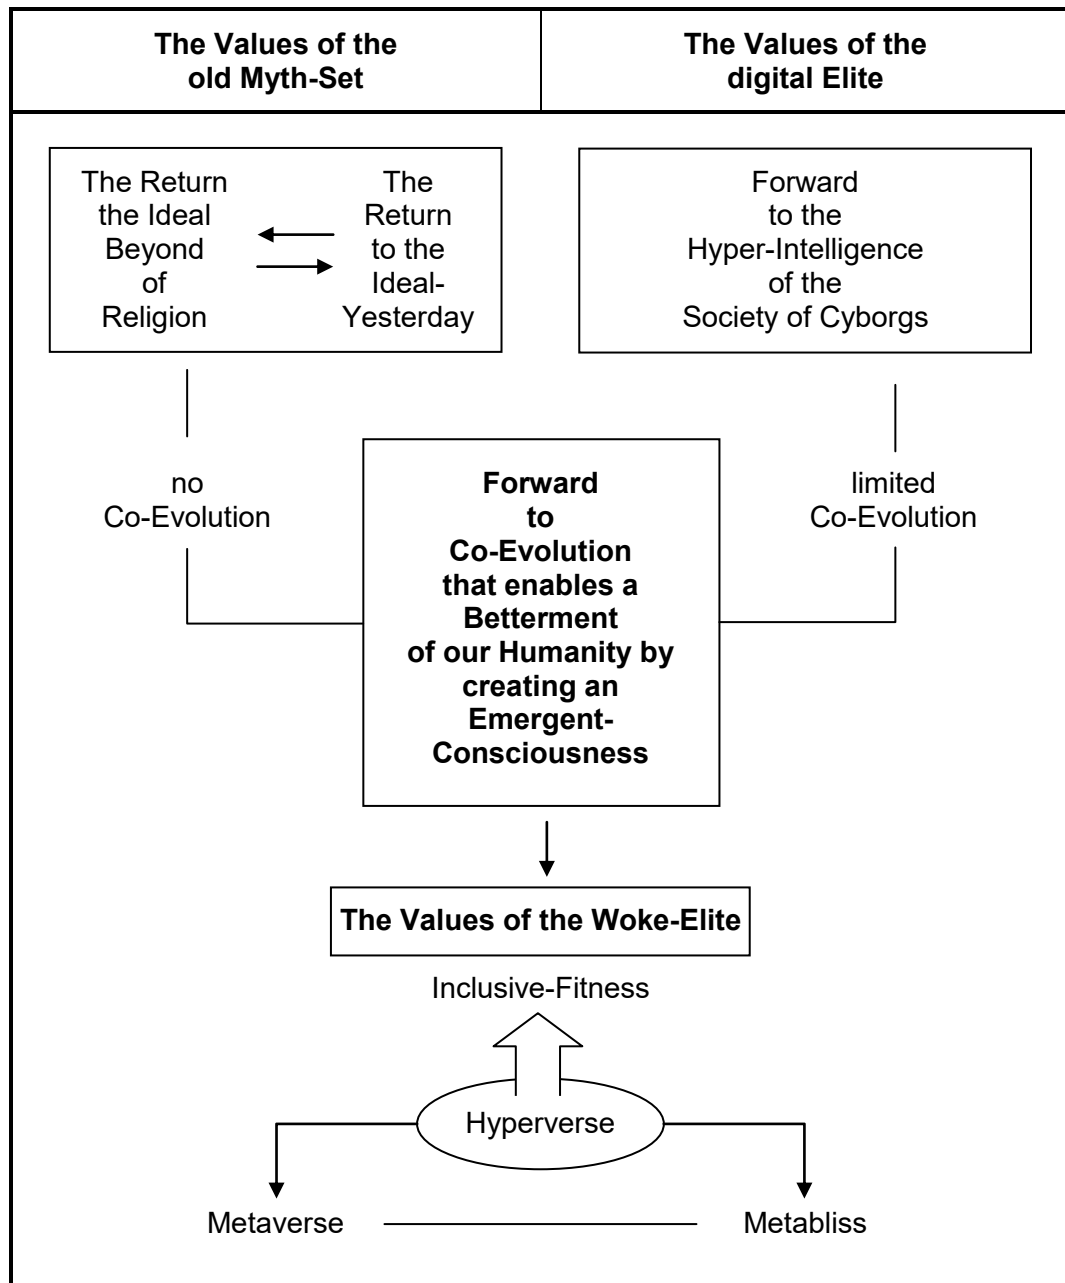 The Values of the
old Myth-Set
The Values of the
digital Elite
The Return
the Ideal
Beyond
of
Religion
The
Return
to the
Ideal-
Yesterday
Forward
to the
Hyper-Intelligence
of the
Society of Cyborgs
no
Co-Evolution
Forward
to
Co-Evolution
that enables a
Betterment
of our Humanity by
creating an
Emergent-
Consciousness
limited
Co-Evolution
The Values of the Woke-Elite
Inclusive-Fitness
Hyperverse
Metaverse
Metabliss